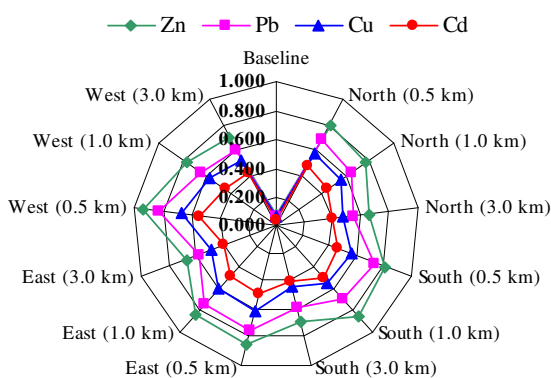 Zn Pb Cu Cd
Baseline
1.000
0.800
0.600
0.400
0.200
0.000
North (0.5 km)
North (1.0 km)
North (3.0 km)
South (0.5 km)
South (1.0 km)
South (3.0 km)
East (0.5 km)
East (1.0 km)
East (3.0 km)
West (0.5 km)
West (1.0 km)
West (3.0 km)